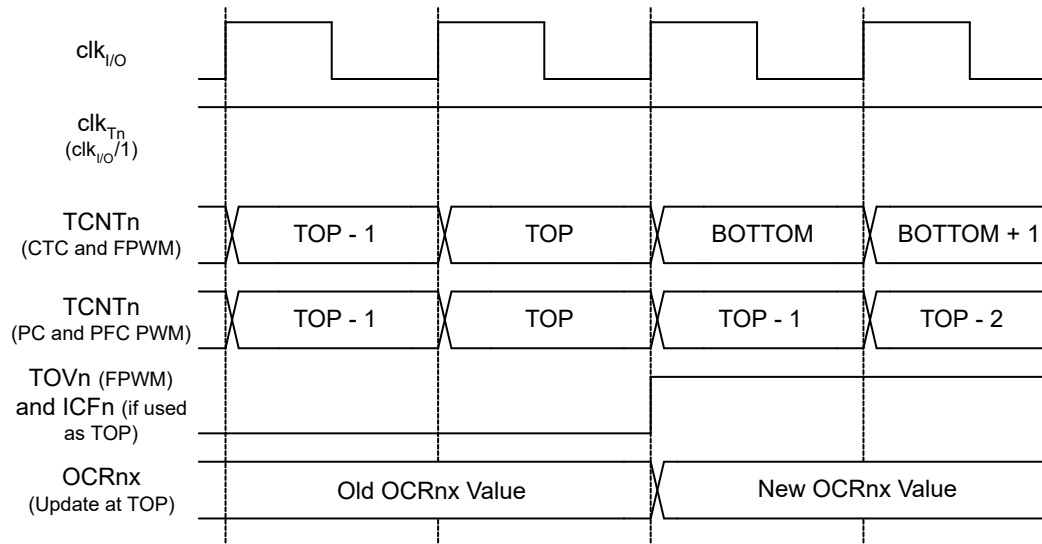 clkI/O
clkTn
(clkI/O/1)
TCNTn
(CTC and FPWM)
TOP - 1
TOP
BOTTOM
BOTTOM + 1
TCNTn
(PC and PFC PWM)
TOP - 1
TOP
TOP - 1
TOP - 2
TOVn (FPWM)
and ICFn (if used
as TOP)
OCRnx
(Update at TOP)
Old OCRnx Value
New OCRnx Value